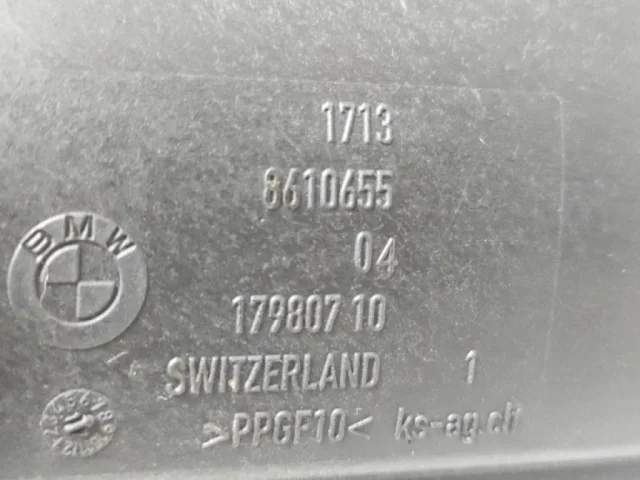 1713
8610655
04
BMW
179807 10
SWITZERLAND 1
>PPGF10< ks-ag.ch